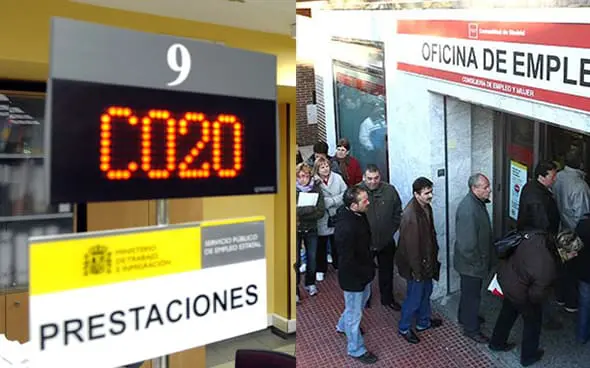 9
C020
MINISTERIO
DE TRABAJO
E INMIGRACIÓN
SERVICIO PÚBLICO
DE EMPLEO ESTATAL
PRESTACIONES
Comunidad de Madrid
OFICINA DE EMPLE
CONSEJERÍA DE EMPLEO Y MUJER